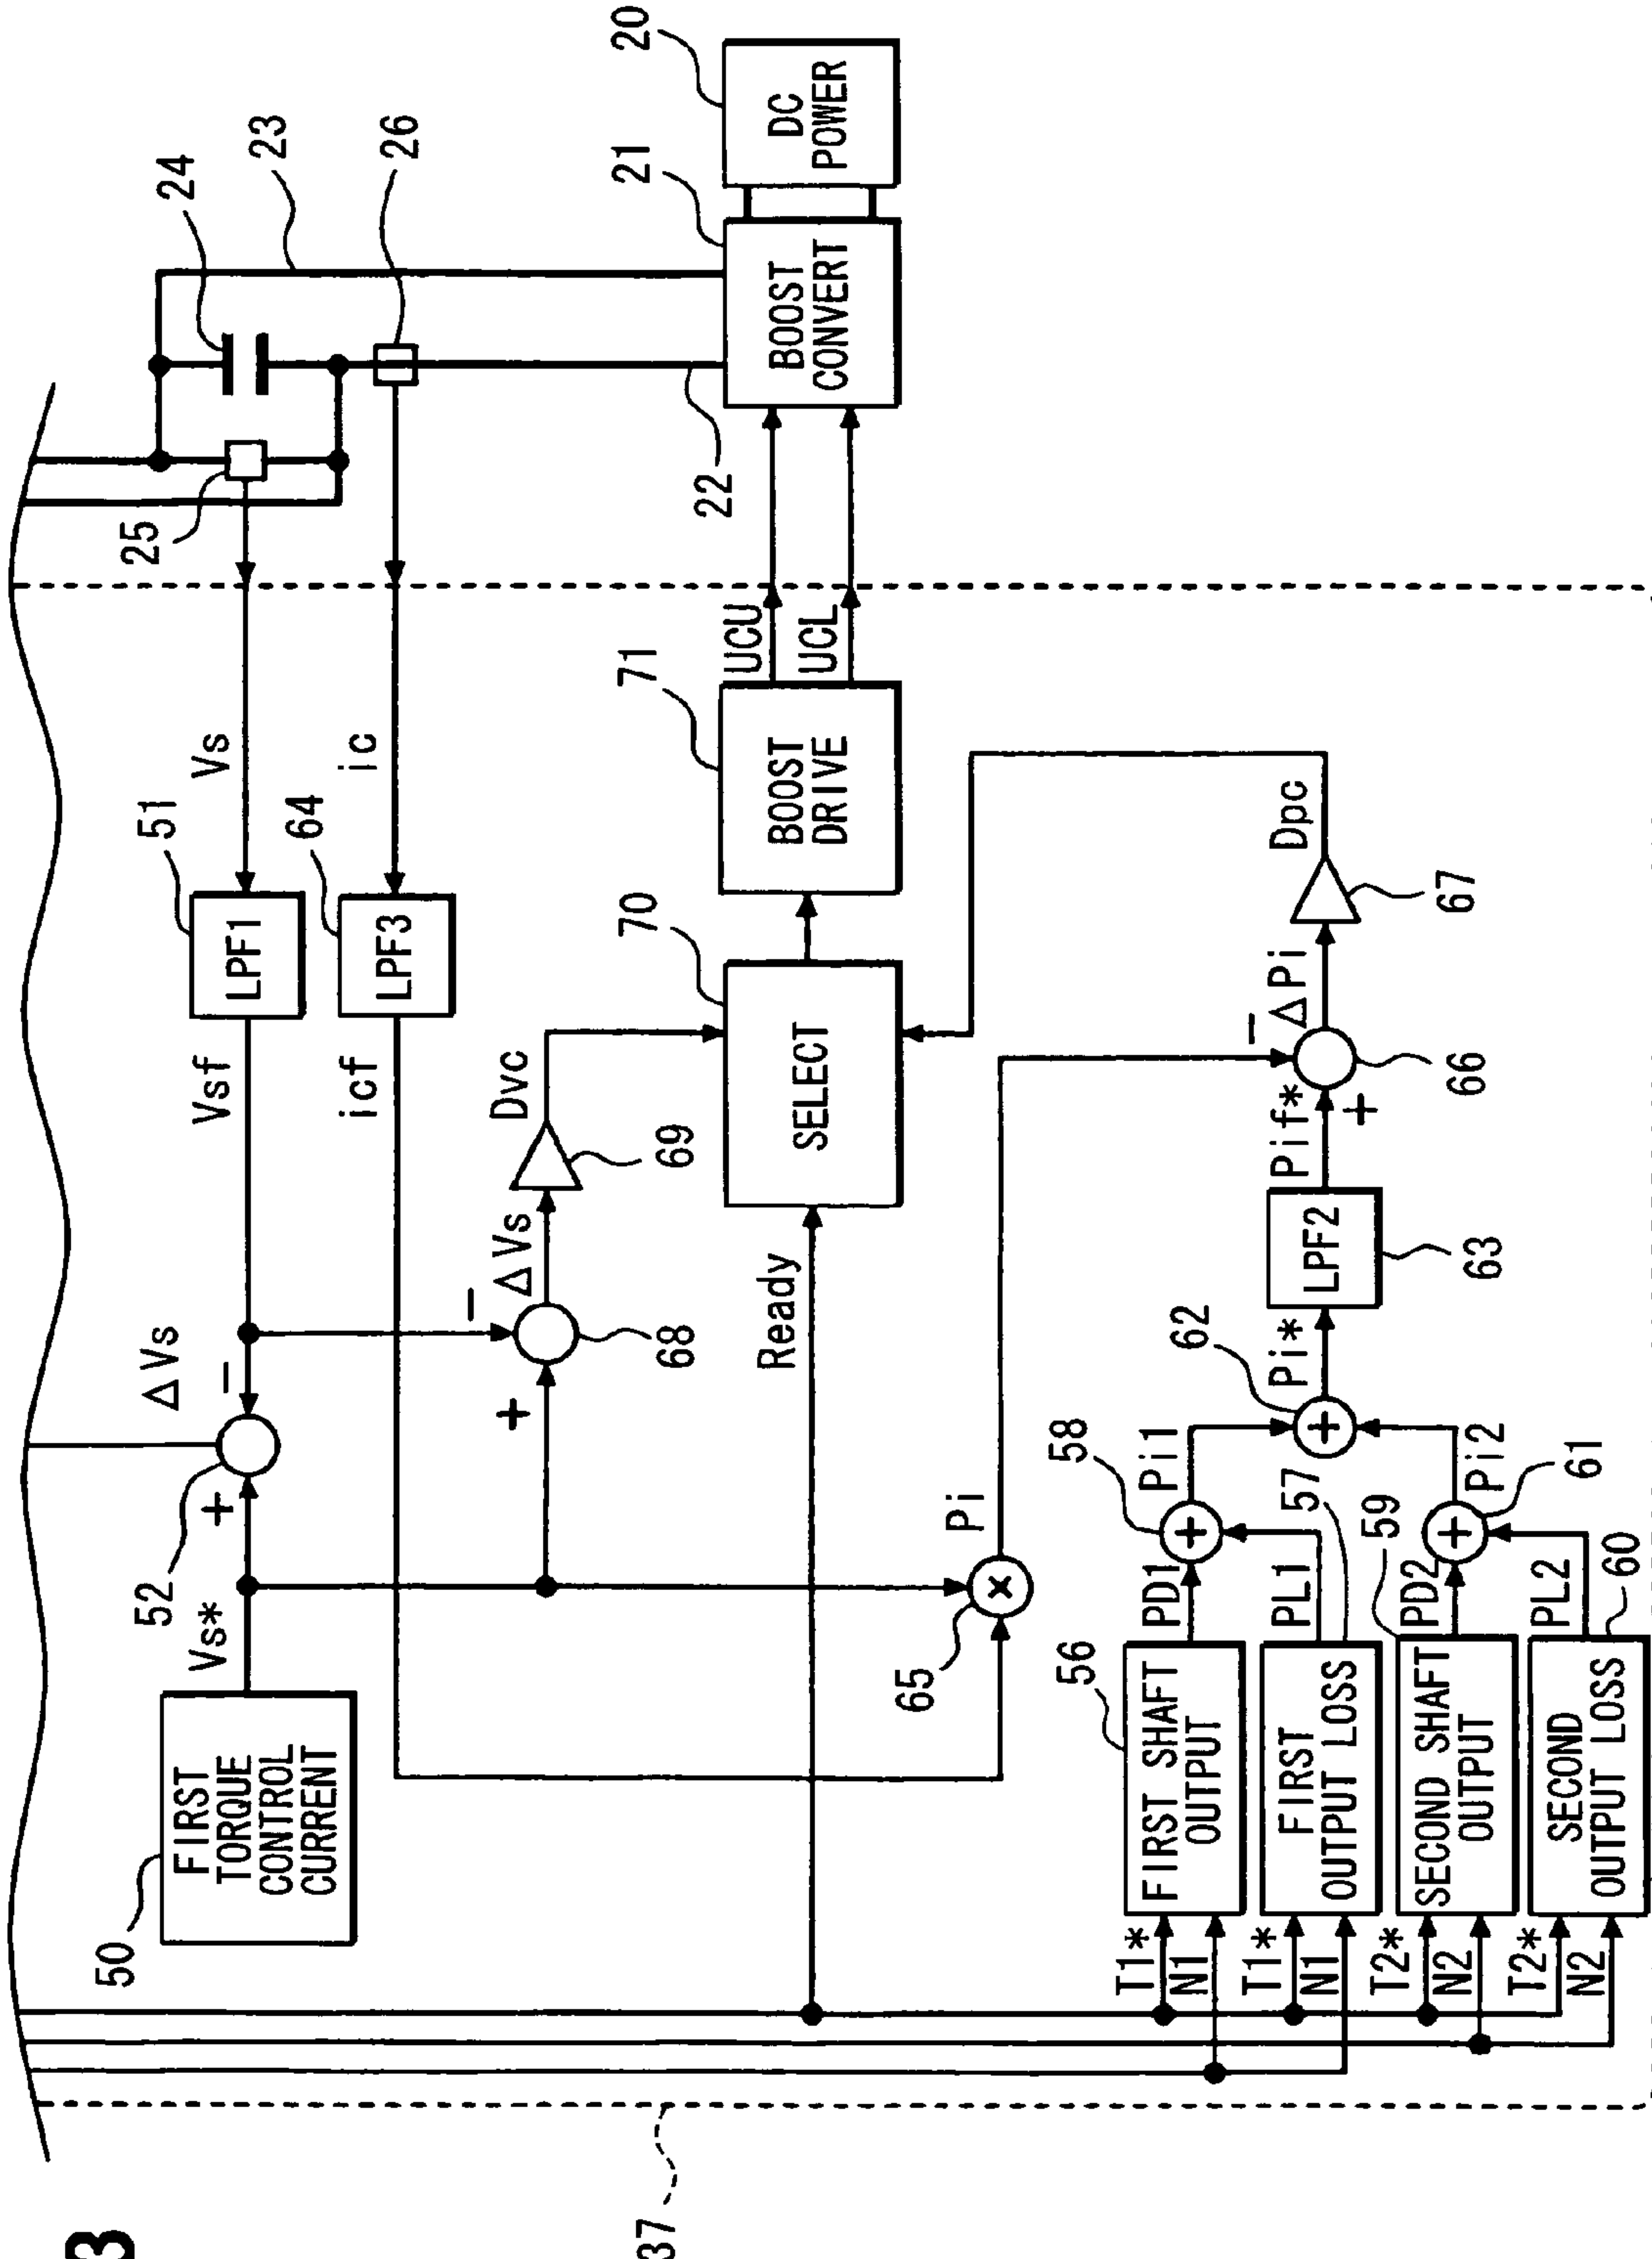 3
37
50
FIRST
TORQUE
CONTROL
CURRENT
Vs*
52
+
−
ΔVs
Vsf
51
LPF1
Vs
25
24
23
icf
64
LPF3
ic
26
+
−
68
ΔVs
69
Dvc
Ready
70
SELECT
71
BOOST
DRIVE
UCU
UCL
22
21
BOOST
CONVERT
20
DC
POWER
65
×
Pi
T1*
N1
56
FIRST SHAFT
OUTPUT
PD1
58
+
Pi1
T1*
N1
FIRST
OUTPUT LOSS
PL1
57
62
+
Pi*
LPF2
63
Pif*
+
−
66
ΔPi
67
Dpc
T2*
N2
SECOND SHAFT
OUTPUT
59
PD2
+
Pi2
61
T2*
N2
SECOND
OUTPUT LOSS
PL2
60